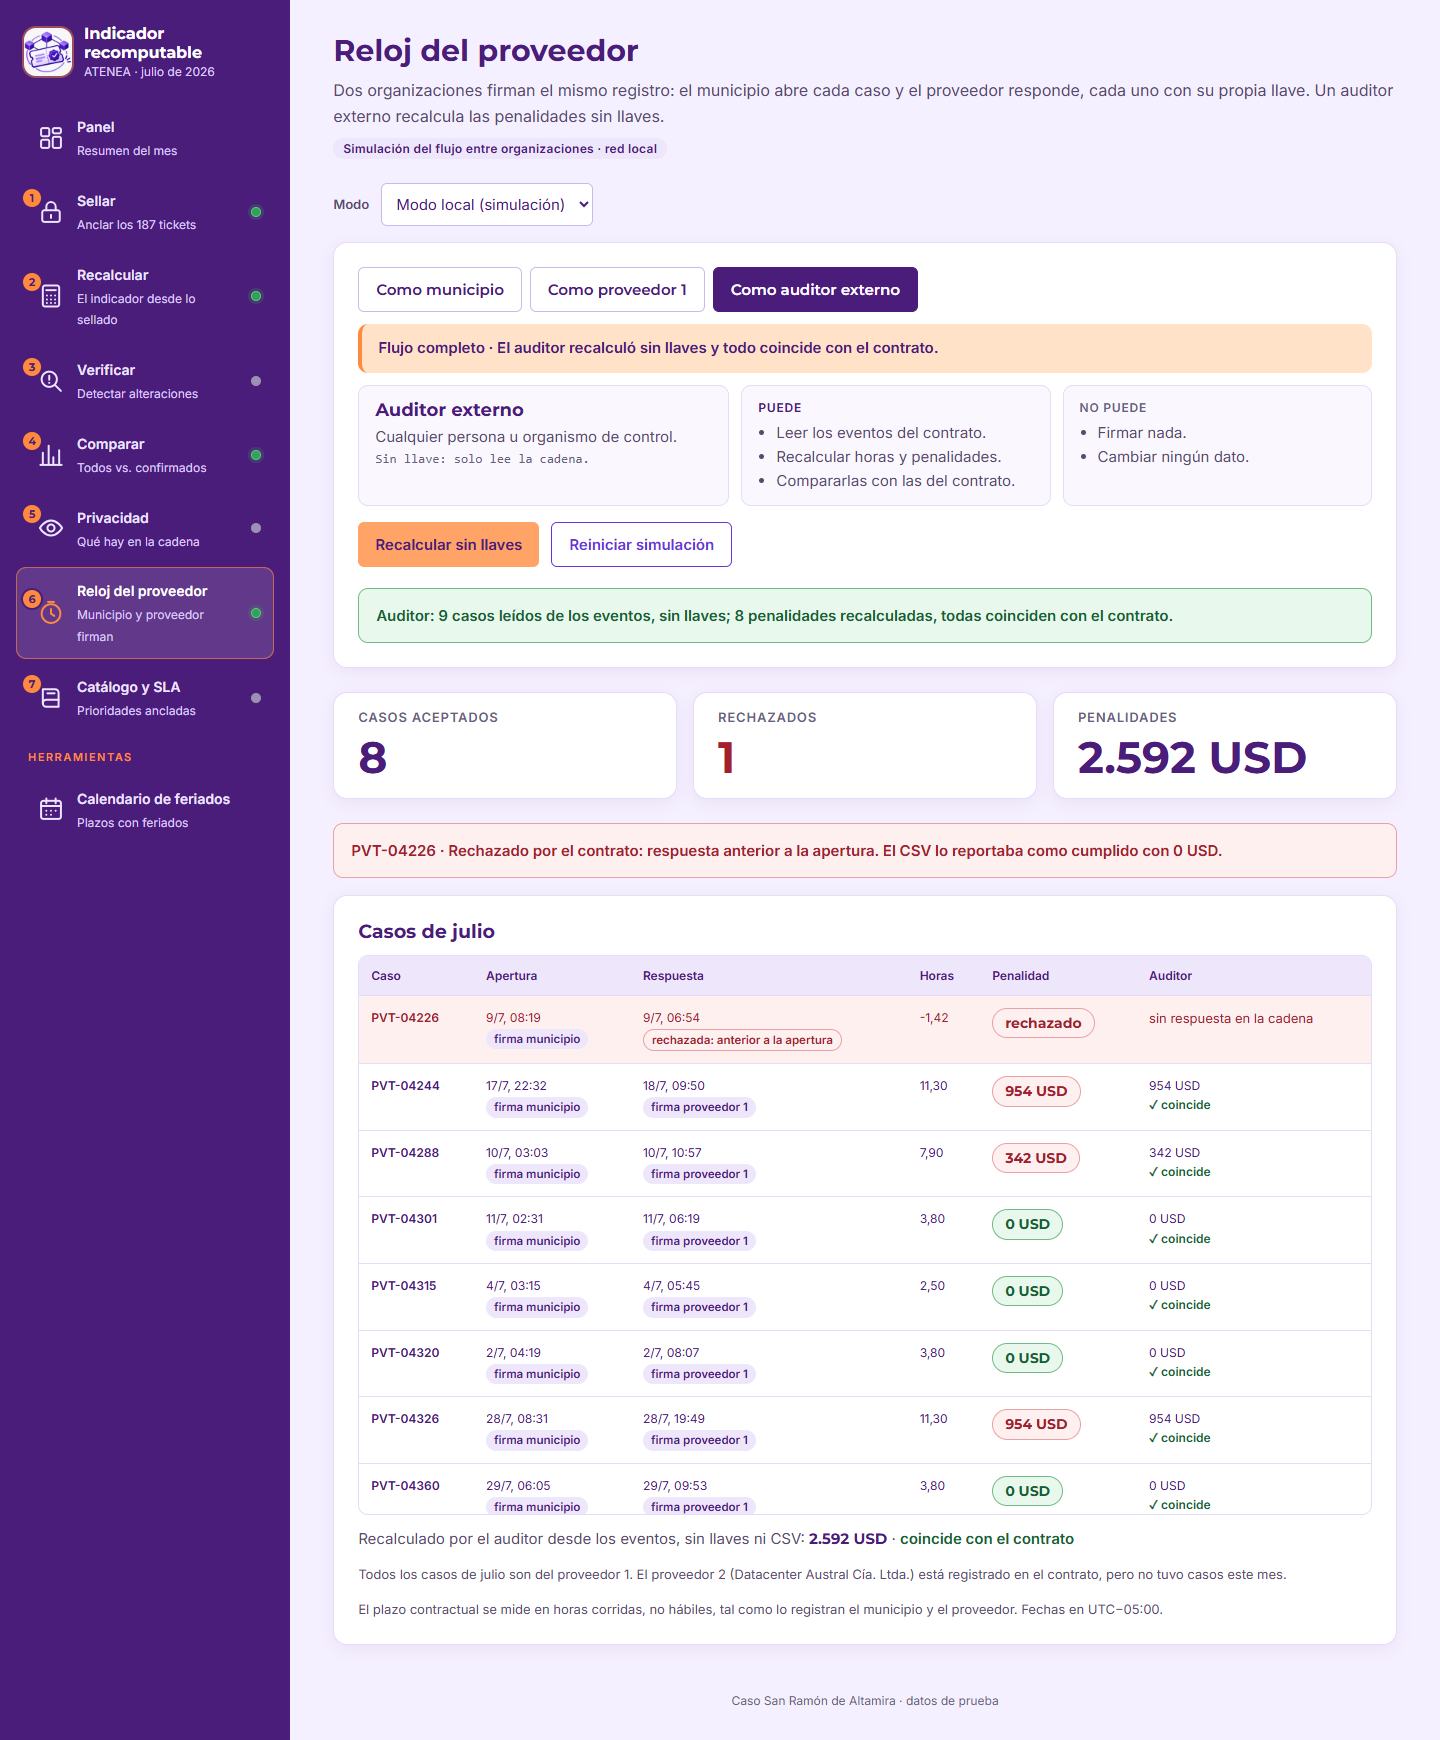 Indicador
recomputable
ATENEA · julio de 2026
Panel
Resumen del mes
1
Sellar
Anclar los 187 tickets
2
Recalcular
El indicador desde lo
sellado
3
Verificar
Detectar alteraciones
4
Comparar
Todos vs. confirmados
5
Privacidad
Qué hay en la cadena
6
Reloj del proveedor
Municipio y proveedor
firman
7
Catálogo y SLA
Prioridades ancladas
HERRAMIENTAS
Calendario de feriados
Plazos con feriados
Reloj del proveedor
Dos organizaciones firman el mismo registro: el municipio abre cada caso y el proveedor responde, cada uno con su propia llave. Un auditor
externo recalcula las penalidades sin llaves.
Simulación del flujo entre organizaciones · red local
Modo Modo local (simulación)
Como municipio Como proveedor 1 Como auditor externo
Flujo completo · El auditor recalculó sin llaves y todo coincide con el contrato.
Auditor externo
Cualquier persona u organismo de control.
Sin llave: solo lee la cadena.
PUEDE
• Leer los eventos del contrato.
• Recalcular horas y penalidades.
• Compararlas con las del contrato.
NO PUEDE
• Firmar nada.
• Cambiar ningún dato.
Recalcular sin llaves Reiniciar simulación
Auditor: 9 casos leídos de los eventos, sin llaves; 8 penalidades recalculadas, todas coinciden con el contrato.
CASOS ACEPTADOS
8
RECHAZADOS
1
PENALIDADES
2.592 USD
PVT-04226 · Rechazado por el contrato: respuesta anterior a la apertura. El CSV lo reportaba como cumplido con 0 USD.
Casos de julio
Caso Apertura Respuesta Horas Penalidad Auditor
PVT-04226 9/7, 08:19 9/7, 06:54 -1,42 rechazado sin respuesta en la cadena
firma municipio rechazada: anterior a la apertura
PVT-04244 17/7, 22:32 18/7, 09:50 11,30 954 USD 954 USD
firma municipio firma proveedor 1 ✓ coincide
PVT-04288 10/7, 03:03 10/7, 10:57 7,90 342 USD 342 USD
firma municipio firma proveedor 1 ✓ coincide
PVT-04301 11/7, 02:31 11/7, 06:19 3,80 0 USD 0 USD
firma municipio firma proveedor 1 ✓ coincide
PVT-04315 4/7, 03:15 4/7, 05:45 2,50 0 USD 0 USD
firma municipio firma proveedor 1 ✓ coincide
PVT-04320 2/7, 04:19 2/7, 08:07 3,80 0 USD 0 USD
firma municipio firma proveedor 1 ✓ coincide
PVT-04326 28/7, 08:31 28/7, 19:49 11,30 954 USD 954 USD
firma municipio firma proveedor 1 ✓ coincide
PVT-04360 29/7, 06:05 29/7, 09:53 3,80 0 USD 0 USD
firma municipio firma proveedor 1 ✓ coincide
Recalculado por el auditor desde los eventos, sin llaves ni CSV: 2.592 USD · coincide con el contrato
Todos los casos de julio son del proveedor 1. El proveedor 2 (Datacenter Austral Cía. Ltda.) está registrado en el contrato, pero no tuvo casos este mes.
El plazo contractual se mide en horas corridas, no hábiles, tal como lo registran el municipio y el proveedor. Fechas en UTC−05:00.
Caso San Ramón de Altamira · datos de prueba